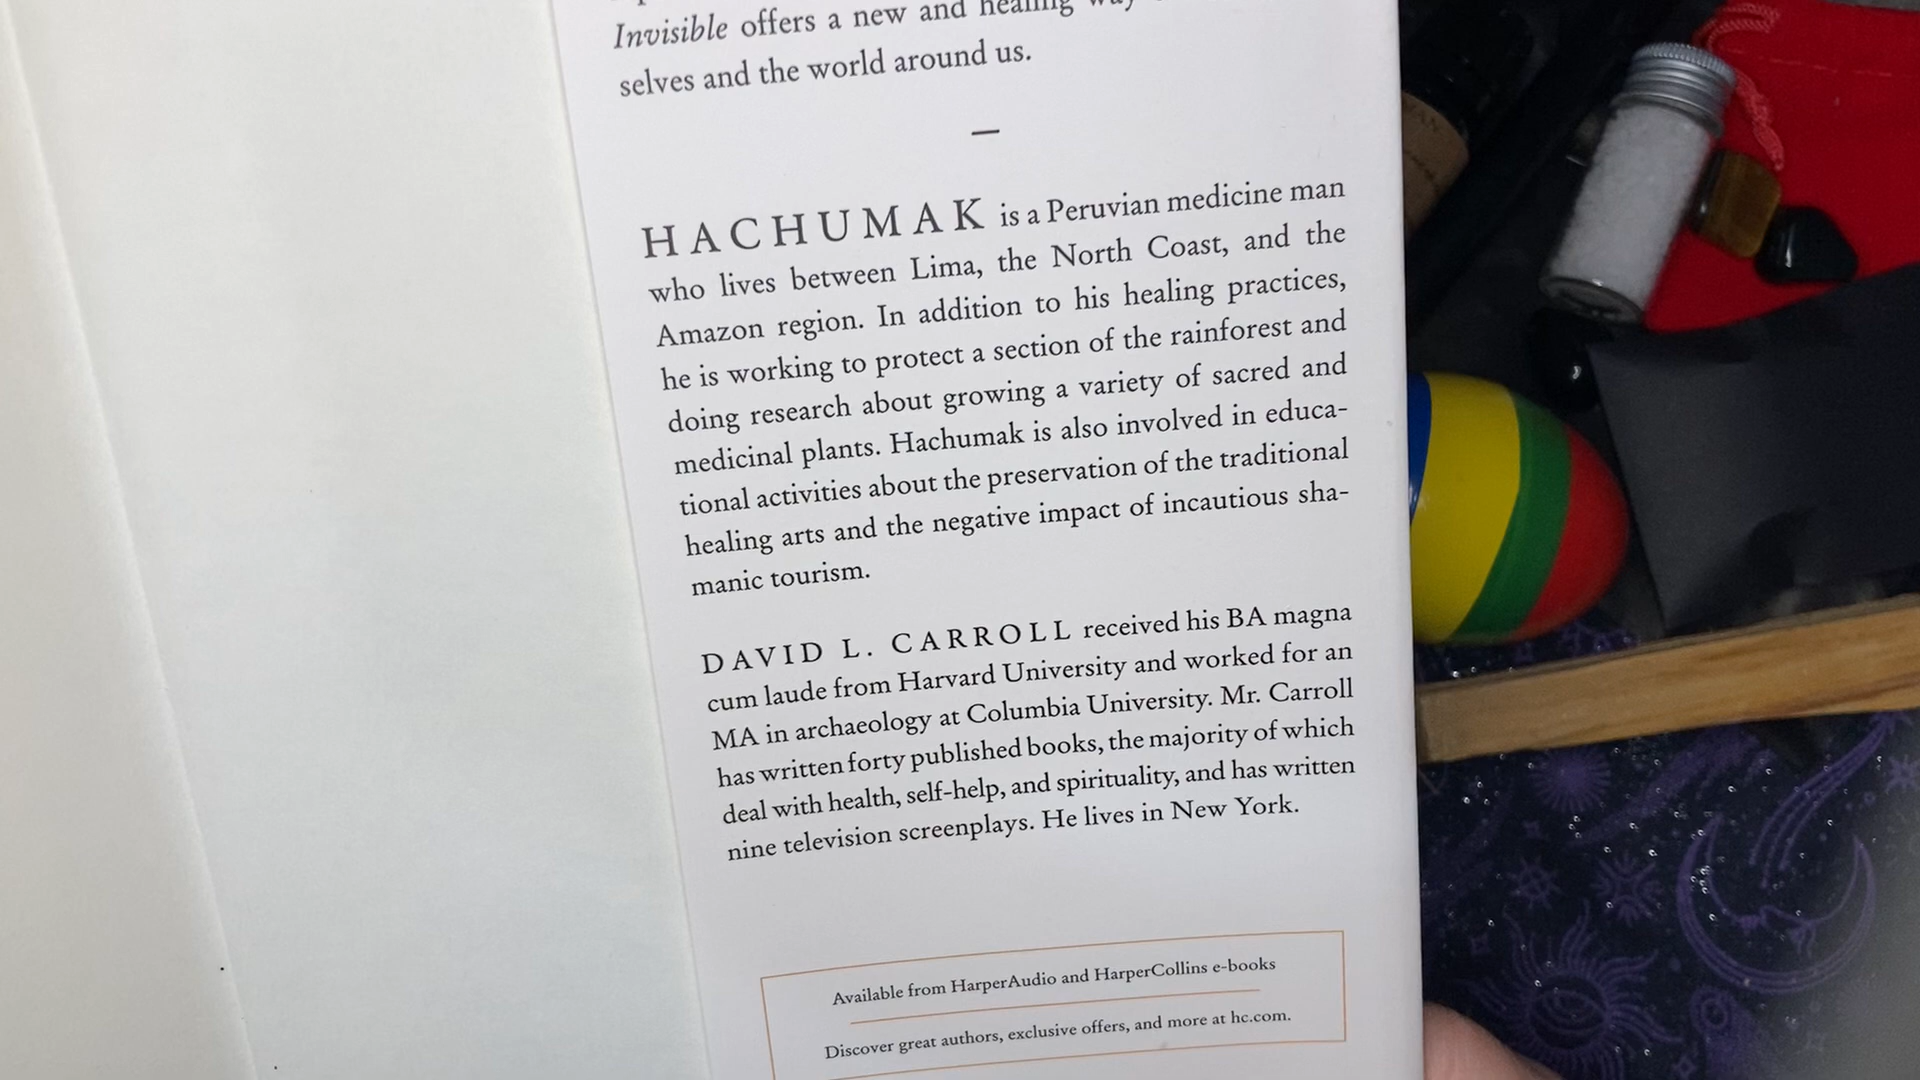 Invisible offers a new and healing way
selves and the world around us.
—
HACHUMAK is a Peruvian medicine man
who lives between Lima, the North Coast, and the
Amazon region. In addition to his healing practices,
he is working to protect a section of the rainforest and
doing research about growing a variety of sacred and
medicinal plants. Hachumak is also involved in educa-
tional activities about the preservation of the traditional
healing arts and the negative impact of incautious sha-
manic tourism.
DAVID L. CARROLL received his BA magna
cum laude from Harvard University and worked for an
MA in archaeology at Columbia University. Mr. Carroll
has written forty published books, the majority of which
deal with health, self-help, and spirituality, and has written
nine television screenplays. He lives in New York.
Available from HarperAudio and HarperCollins e-books
Discover great authors, exclusive offers, and more at hc.com.